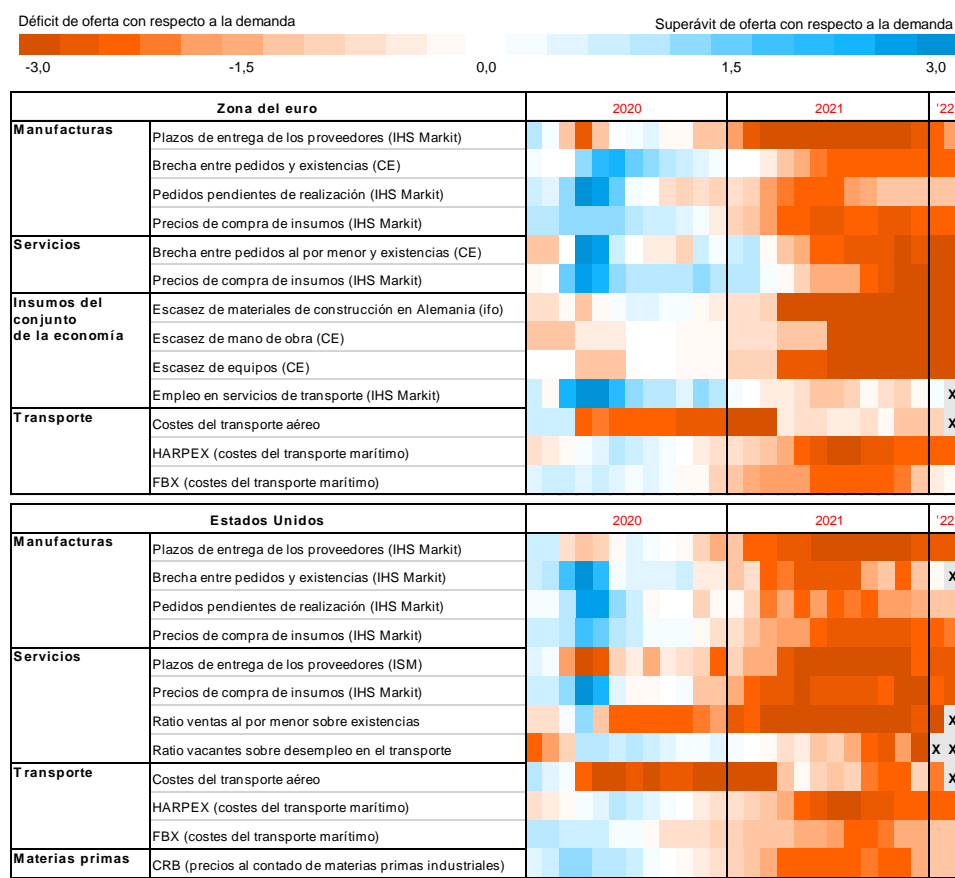 Déficit de oferta con respecto a la demanda
Superávit de oferta con respecto a la demanda
-3,0 -1,5 0,0 1,5 3,0
Zona del euro 2020 2021 '22
Manufacturas
Plazos de entrega de los proveedores (IHS Markit)
Brecha entre pedidos y existencias (CE)
Pedidos pendientes de realización (IHS Markit)
Precios de compra de insumos (IHS Markit)
Servicios
Brecha entre pedidos al por menor y existencias (CE)
Precios de compra de insumos (IHS Markit)
Insumos del
conjunto
de la economía
Escasez de materiales de construcción en Alemania (ifo)
Escasez de mano de obra (CE)
Escasez de equipos (CE)
Empleo en servicios de transporte (IHS Markit) X
Transporte
Costes del transporte aéreo X
HARPEX (costes del transporte marítimo)
FBX (costes del transporte marítimo)
Estados Unidos 2020 2021 '22
Manufacturas
Plazos de entrega de los proveedores (IHS Markit)
Brecha entre pedidos y existencias (IHS Markit) X
Pedidos pendientes de realización (IHS Markit)
Precios de compra de insumos (IHS Markit)
Servicios
Plazos de entrega de los proveedores (ISM)
Precios de compra de insumos (IHS Markit)
Ratio ventas al por menor sobre existencias X
Ratio vacantes sobre desempleo en el transporte X X
Transporte
Costes del transporte aéreo X
HARPEX (costes del transporte marítimo)
FBX (costes del transporte marítimo)
Materias primas
CRB (precios al contado de materias primas industriales)